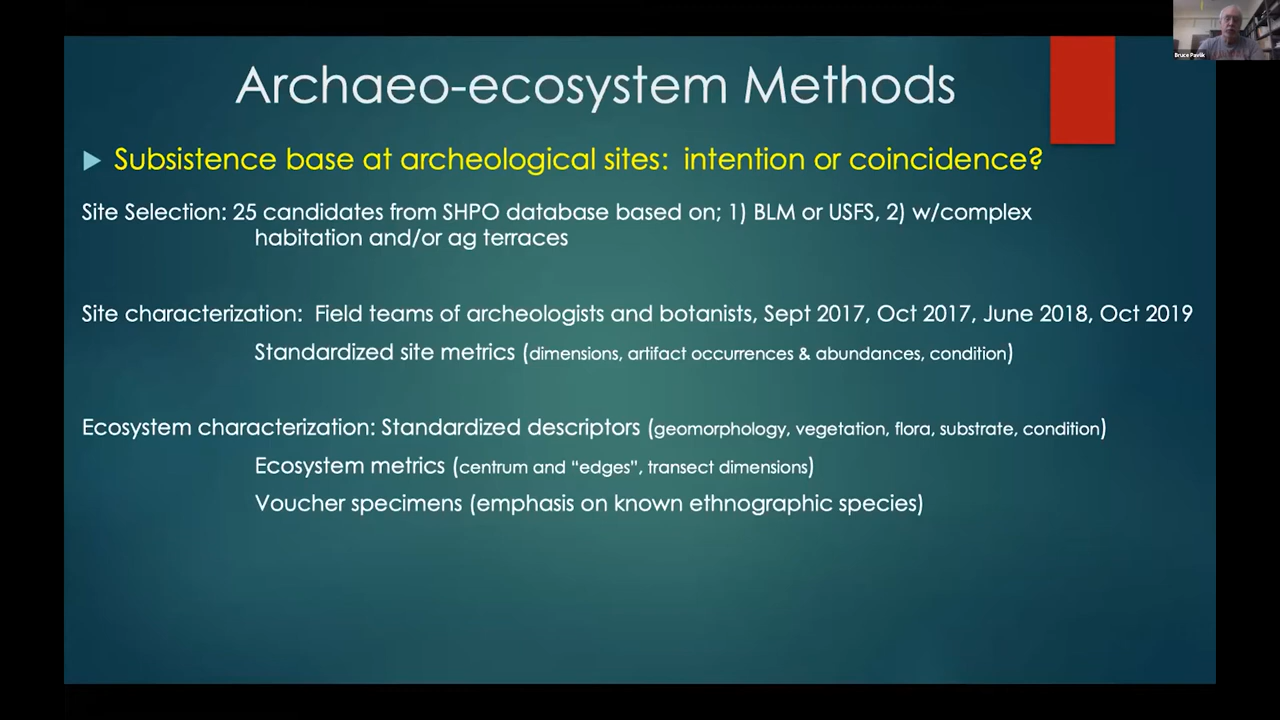 Bruce Pavlik
Archaeo-ecosystem Methods
Subsistence base at archeological sites:  intention or coincidence?
Site Selection: 25 candidates from SHPO database based on; 1) BLM or USFS, 2) w/complex
habitation and/or ag terraces
Site characterization:  Field teams of archeologists and botanists, Sept 2017, Oct 2017, June 2018, Oct 2019
Standardized site metrics (dimensions, artifact occurrences & abundances, condition)
Ecosystem characterization: Standardized descriptors (geomorphology, vegetation, flora, substrate, condition)
Ecosystem metrics (centrum and “edges”, transect dimensions)
Voucher specimens (emphasis on known ethnographic species)